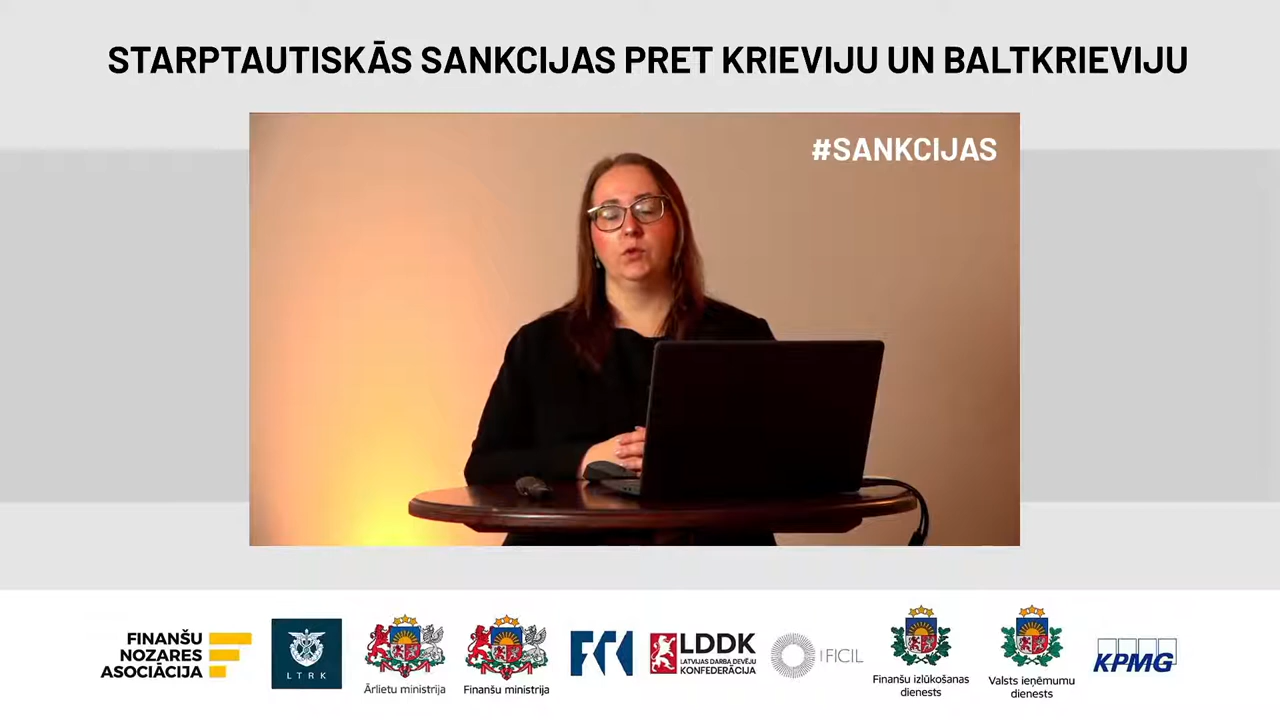 STARPTAUTISKĀS SANKCIJAS PRET KRIEVIJU UN BALTKRIEVIJU
#SANKCIJAS
FINANŠU
NOZARES
ASOCIĀCIJA
LTRK
Ārlietu ministrija
Finanšu ministrija
LDDK
LATVIJAS DARBA DEVĒJU
KONFEDERĀCIJA
FICIL
Finanšu izlūkošanas
dienests
Valsts ieņēmumu
dienests
KPMG